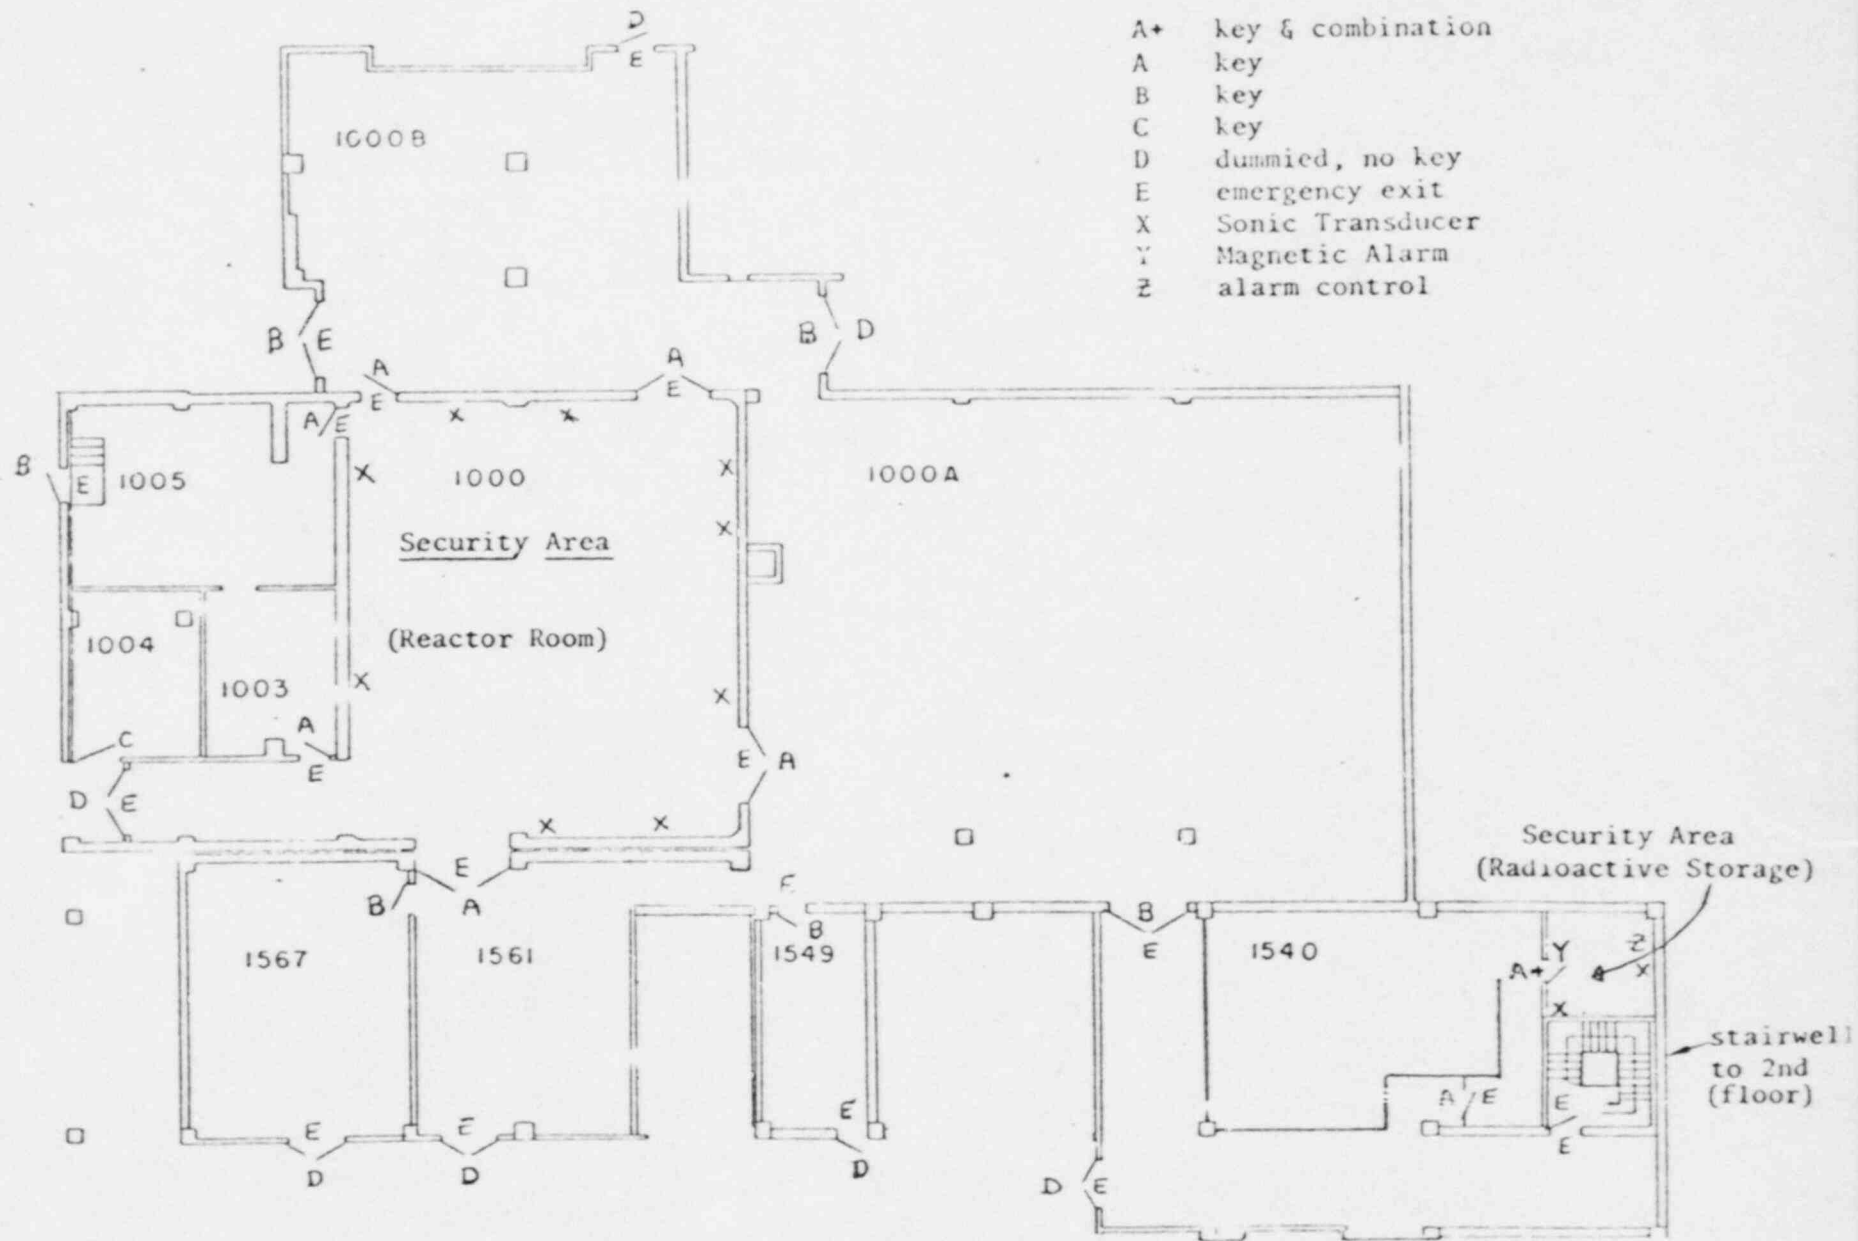 A+ key & combination
A key
B key
C key
D dummied, no key
E emergency exit
X Sonic Transducer
Y Magnetic Alarm
Z alarm control
D
E
1000B
B E
B D
A
E
A
E
A E
X X
B
E 1005
X
1000
X
1000A
X
Security Area
(Reactor Room)
1004
1003
X
X
C
A
E
E A
D E
X X
Security Area
(Radioactive Storage)
E
A
B
E
B
B
E
1567
1561
1549
1540
A+
Y
Z
X
X
stairwell
to 2nd
(floor)
A E
E
E
E
D
E
D
E
D
D E